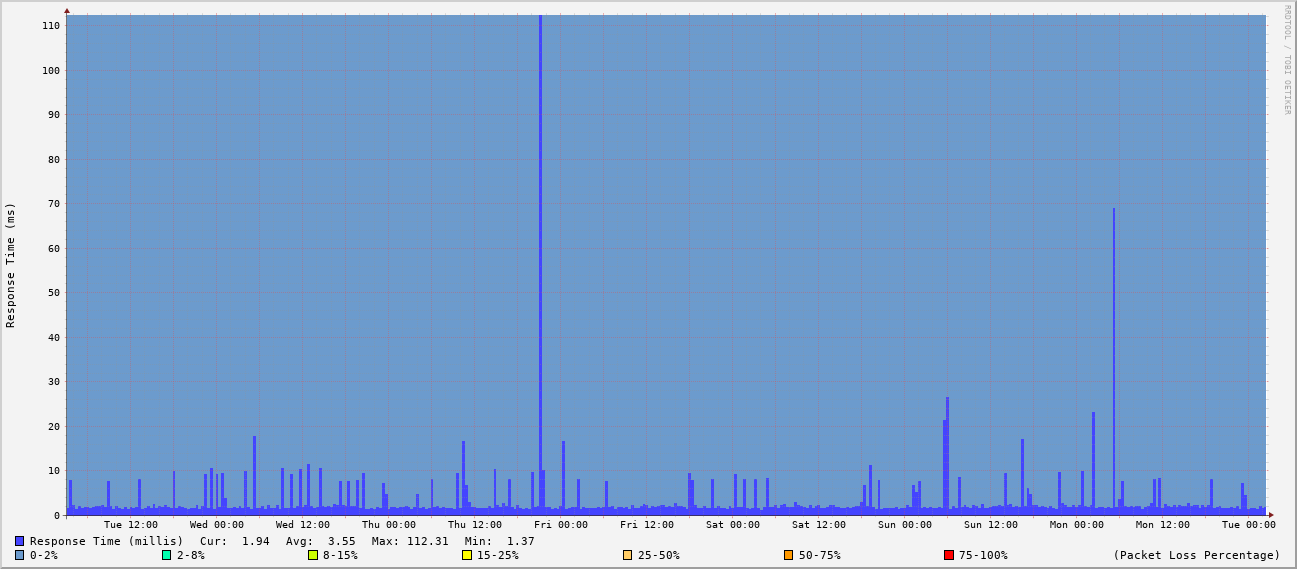 RRDTOOL / TOBI OETIKER
Response Time (ms)
110
100
90
80
70
60
50
40
30
20
10
0
Tue 12:00 Wed 00:00 Wed 12:00 Thu 00:00 Thu 12:00 Fri 00:00 Fri 12:00 Sat 00:00 Sat 12:00 Sun 00:00 Sun 12:00 Mon 00:00 Mon 12:00 Tue 00:00
Response Time (millis) Cur: 1.94 Avg: 3.55 Max: 112.31 Min: 1.37
0-2% 2-8% 8-15% 15-25% 25-50% 50-75% 75-100% (Packet Loss Percentage)